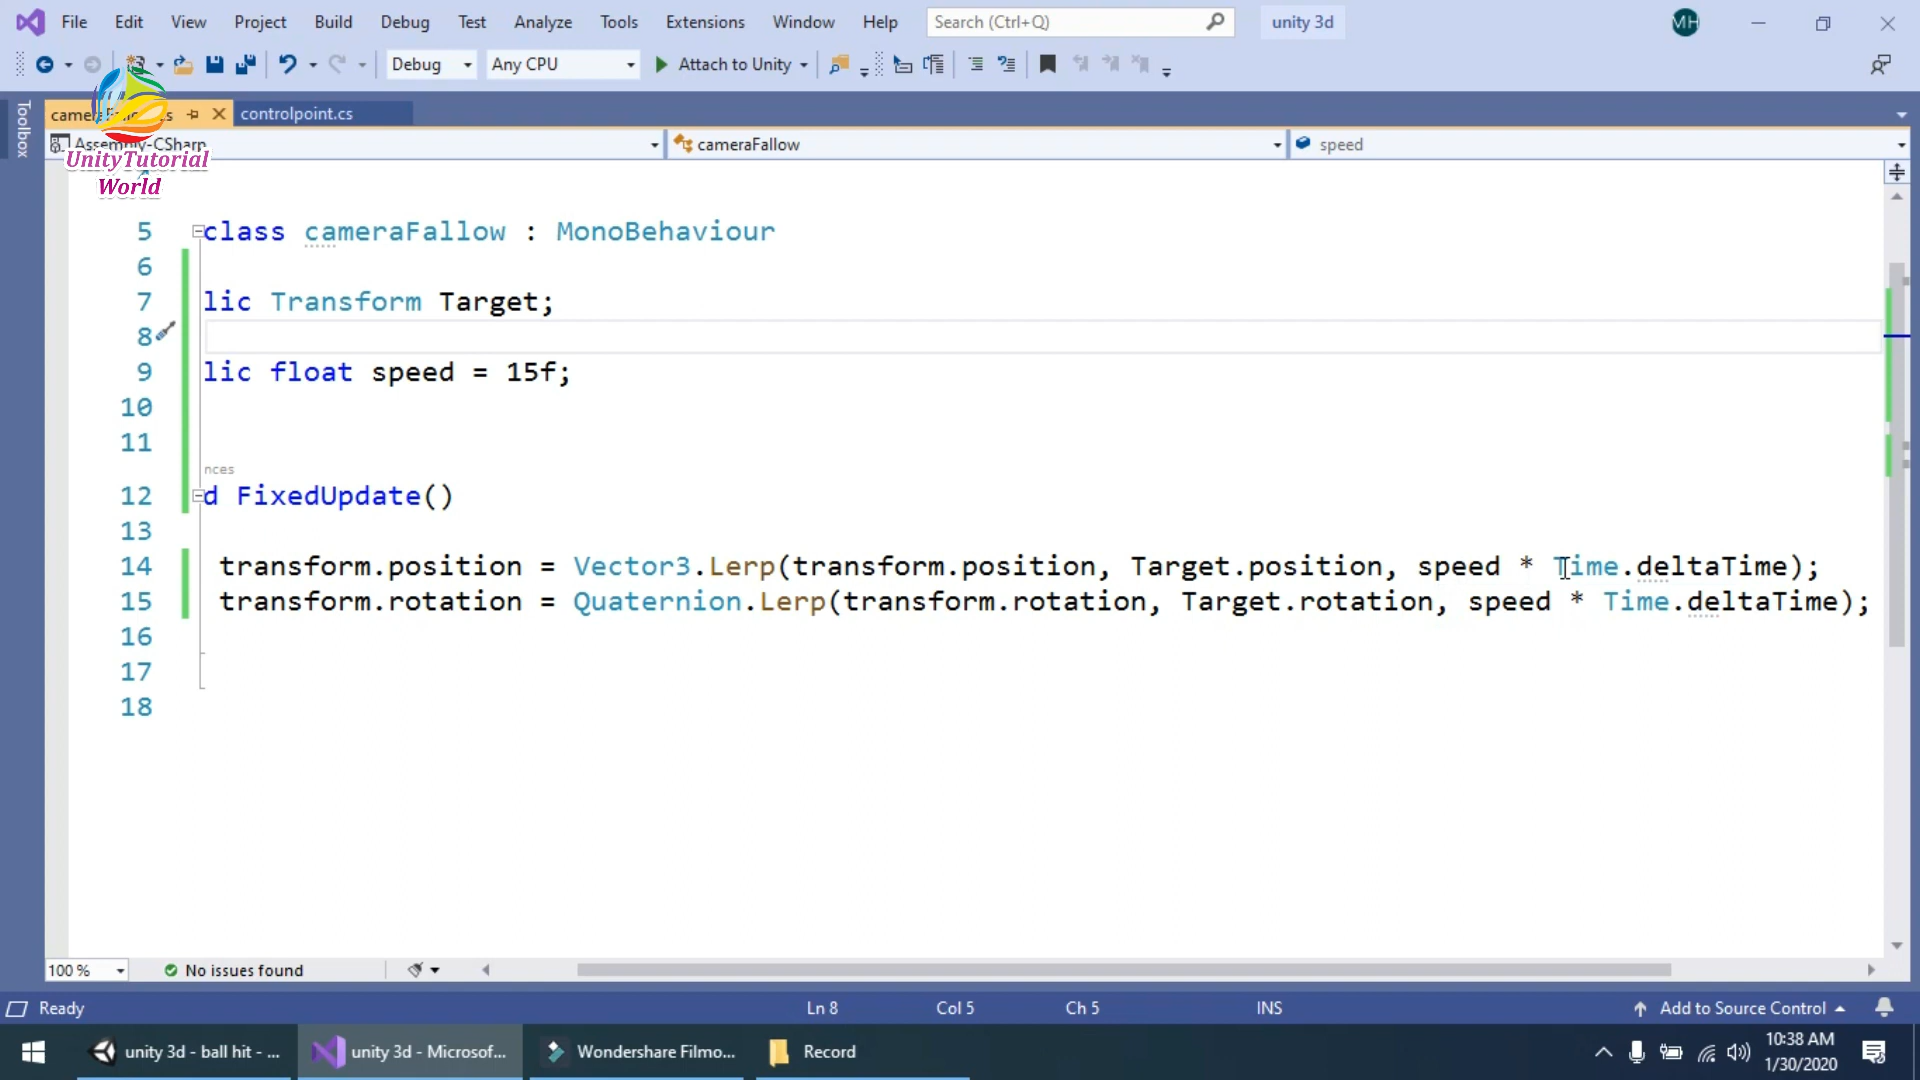 File Edit View Project Build Debug Test Analyze Tools Extensions Window Help Search (Ctrl+Q) unity 3d MH
Debug Any CPU Attach to Unity
Toolbox
controlpoint.cs
Assembly-CSharp cameraFallow speed
UnityTutorial
World
5 class cameraFallow : MonoBehaviour
6
7 lic Transform Target;
8
9 lic float speed = 15f;
10
11
nces
12 d FixedUpdate()
13
14 transform.position = Vector3.Lerp(transform.position, Target.position, speed * Time.deltaTime);
15 transform.rotation = Quaternion.Lerp(transform.rotation, Target.rotation, speed * Time.deltaTime);
16
17
18
100 % No issues found
Ready Ln 8 Col 5 Ch 5 INS Add to Source Control
unity 3d - ball hit - ... unity 3d - Microsof... Wondershare Filmo... Record
10:38 AM
1/30/2020